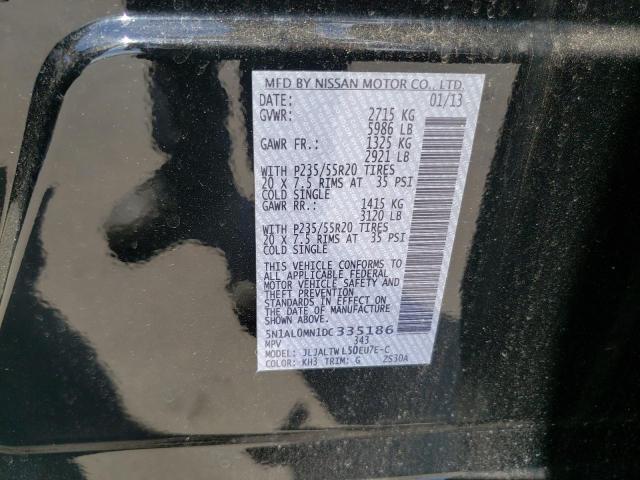 MFD BY NISSAN MOTOR CO., LTD.
DATE: 01/13
GVWR: 2715 KG
5986 LB
GAWR FR.: 1325 KG
2921 LB
WITH P235/55R20 TIRES
20 X 7.5 RIMS AT 35 PSI
COLD SINGLE
GAWR RR.: 1415 KG
3120 LB
WITH P235/55R20 TIRES
20 X 7.5 RIMS AT 35 PSI
COLD SINGLE
THIS VEHICLE CONFORMS TO
ALL APPLICABLE FEDERAL
MOTOR VEHICLE SAFETY AND
THEFT PREVENTION
STANDARDS IN EFFECT ON
THE DATE OF MANUFACTURE
SHOWN ABOVE.
5N1AL0MN1DC335186
MPV 343
MODEL: JLJALTWL50EU7E-C
COLOR: KH3 TRIM: G 2S30A